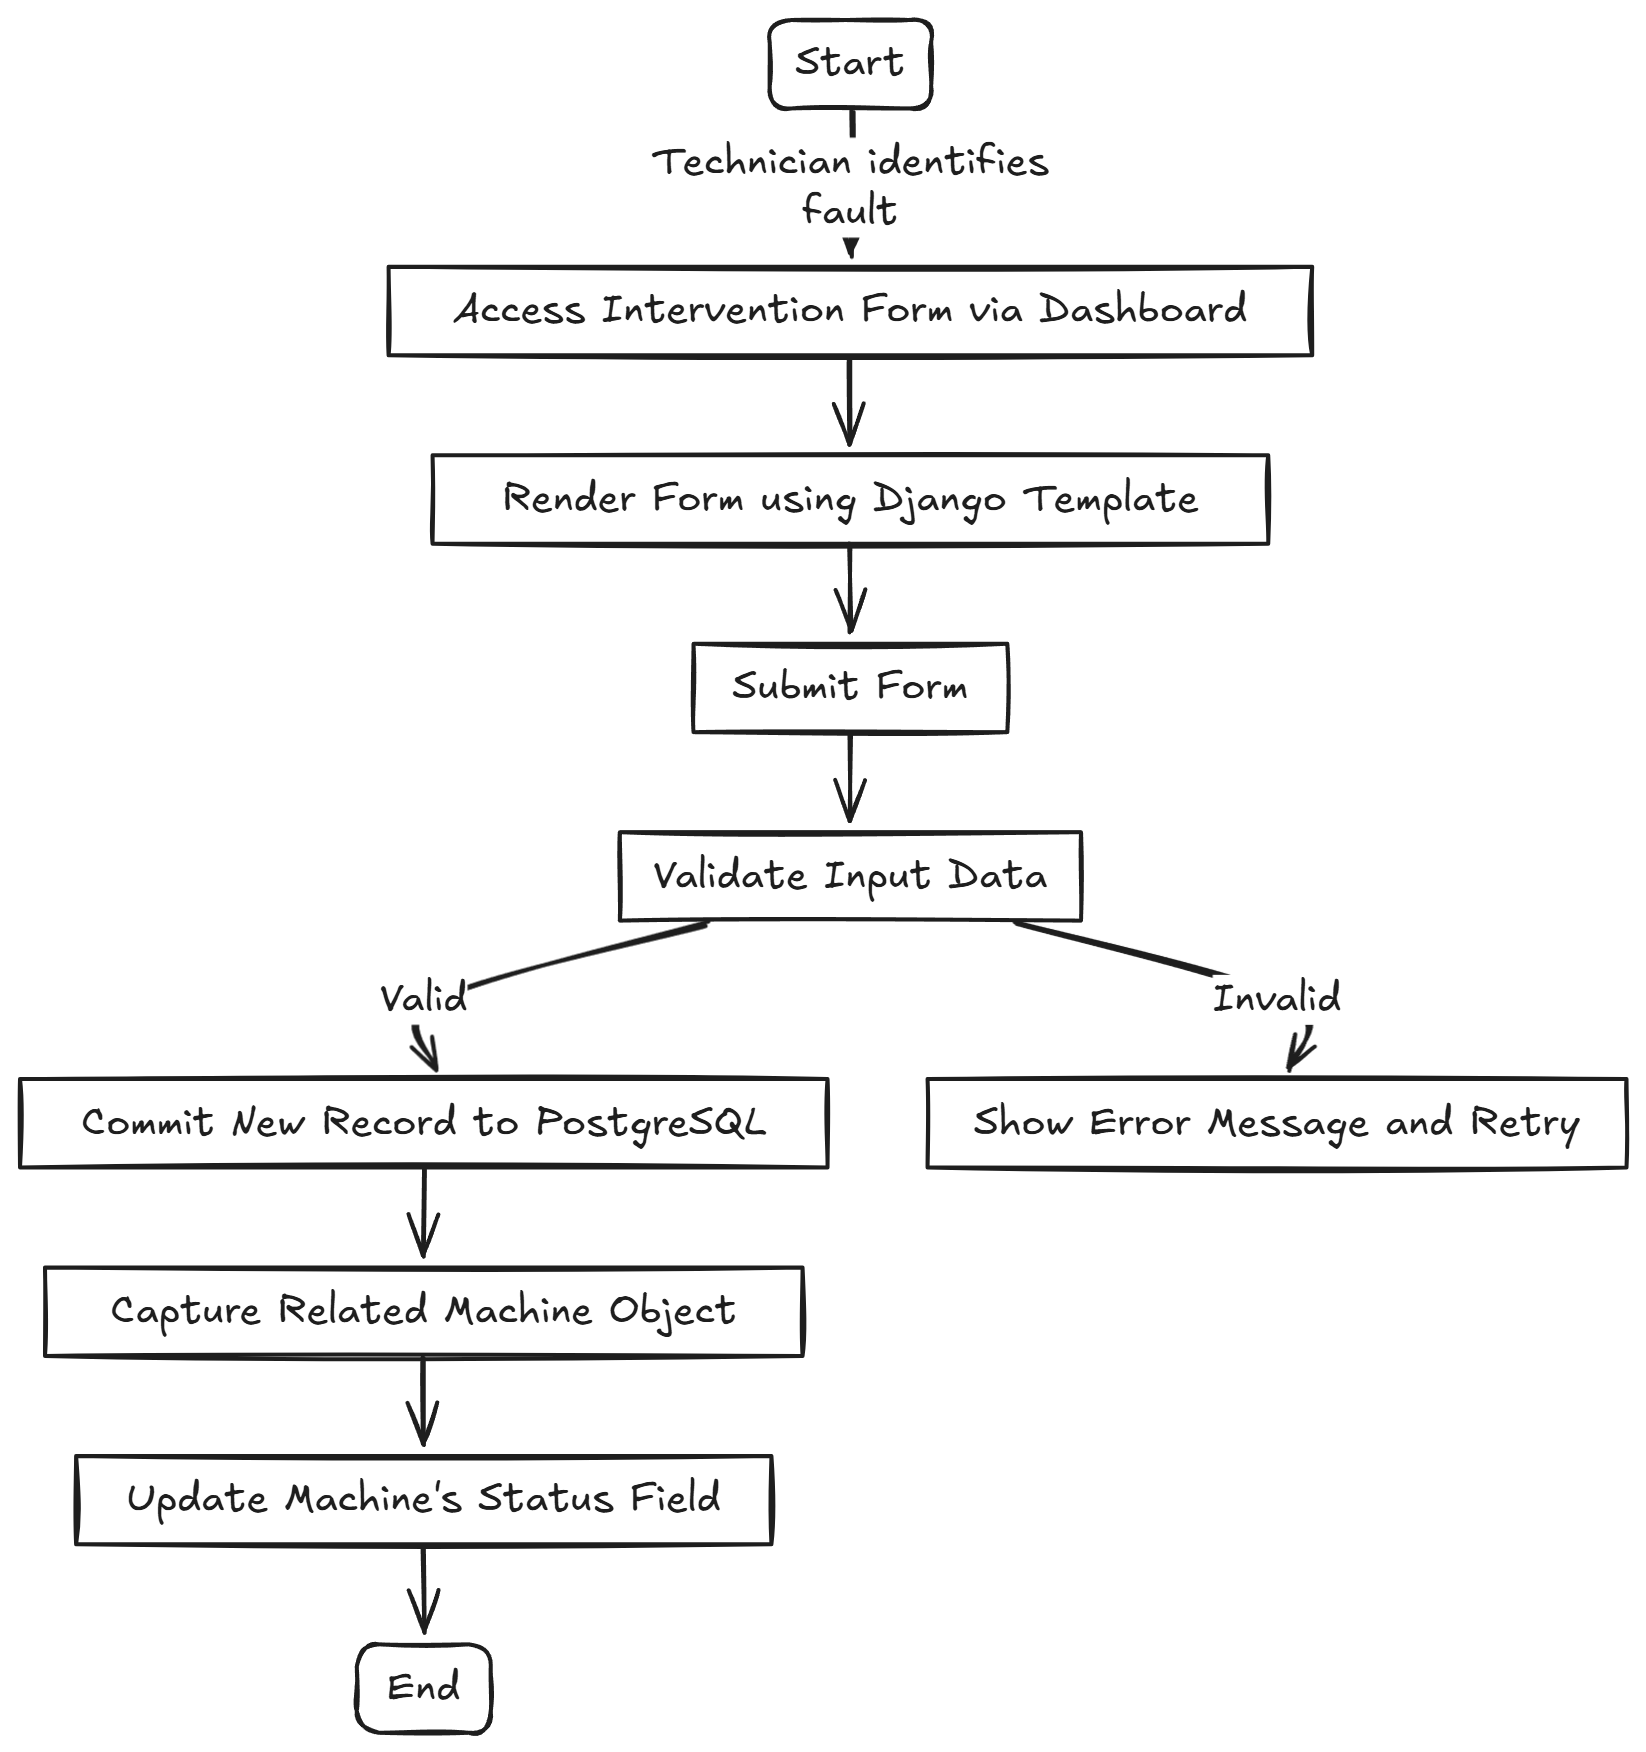 Start
Technician identifies
fault
Access Intervention Form via Dashboard
Render Form using Django Template
Submit Form
Validate Input Data
Valid
Invalid
Commit New Record to PostgreSQL
Show Error Message and Retry
Capture Related Machine Object
Update Machine's Status Field
End